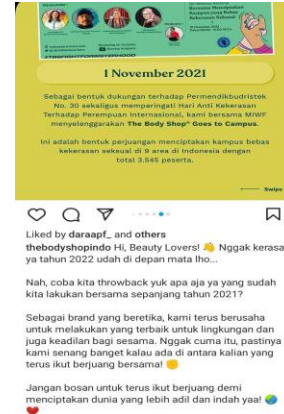 1 November 2021
Sebagai bentuk dukungan terhadap Permendikbudristek
No. 30 sekaligus memperingati Hari Anti Kekerasan
Terhadap Perempuan Internasional, kami bersama MIWF
menyelenggarakan The Body Shop® Goes to Campus.
Ini adalah bentuk perjuangan menciptakan kampus bebas
kekerasan seksual di 9 area di Indonesia dengan
total 3.545 peserta.
Swipe
Liked by daraapf_ and others
thebodyshopindo Hi, Beauty Lovers! 👋 Nggak kerasa
ya tahun 2022 udah di depan mata lho...
Nah, coba kita throwback yuk apa aja ya yang sudah
kita lakukan bersama sepanjang tahun 2021?
Sebagai brand yang beretika, kami terus berusaha
untuk melakukan yang terbaik untuk lingkungan dan
juga keadilan bagi sesama. Nggak cuma itu, pastinya
kami senang banget kalau ada di antara kalian yang
terus ikut berjuang bersama! ✊
Jangan bosan untuk terus ikut berjuang demi
menciptakan dunia yang lebih adil dan indah yaa! 🌏
❤️